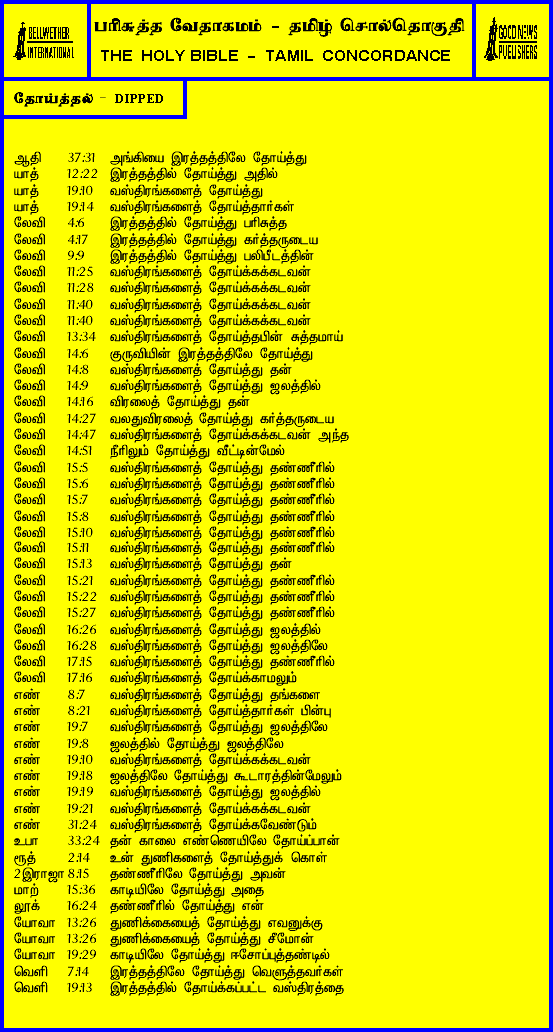 BELLWETHER INTERNATIONAL
பரிசுத்த வேதாகமம் - தமிழ் சொல்தொகுதி
THE HOLY BIBLE - TAMIL CONCORDANCE
GOOD NEWS PUBLISHERS
தோய்த்தல் - DIPPED
ஆதி 37:31 அங்கியை இரத்தத்திலே தோய்த்து
யாத் 12:22 இரத்தத்தில் தோய்த்து அதில்
யாத் 19:10 வஸ்திரங்களைத் தோய்த்து
யாத் 19:14 வஸ்திரங்களைத் தோய்த்தார்கள்
லேவி 4:6 இரத்தத்தில் தோய்த்து பரிசுத்த
லேவி 4:17 இரத்தத்தில் தோய்த்து கர்த்தருடைய
லேவி 9:9 இரத்தத்தில் தோய்த்து பலிபீடத்தின்
லேவி 11:25 வஸ்திரங்களைத் தோய்க்கக்கடவன்
லேவி 11:28 வஸ்திரங்களைத் தோய்க்கக்கடவன்
லேவி 11:40 வஸ்திரங்களைத் தோய்க்கக்கடவன்
லேவி 11:40 வஸ்திரங்களைத் தோய்க்கக்கடவன்
லேவி 13:34 வஸ்திரங்களைத் தோய்த்தபின் சுத்தமாய்
லேவி 14:6 குருவியின் இரத்தத்திலே தோய்த்து
லேவி 14:8 வஸ்திரங்களைத் தோய்த்து தன்
லேவி 14:9 வஸ்திரங்களைத் தோய்த்து ஜலத்தில்
லேவி 14:16 விரலைத் தோய்த்து தன்
லேவி 14:27 வலதுவிரலைத் தோய்த்து கர்த்தருடைய
லேவி 14:47 வஸ்திரங்களைத் தோய்க்கக்கடவன் அந்த
லேவி 14:51 நீரிலும் தோய்த்து வீட்டின்மேல்
லேவி 15:5 வஸ்திரங்களைத் தோய்த்து தண்ணீரில்
லேவி 15:6 வஸ்திரங்களைத் தோய்த்து தண்ணீரில்
லேவி 15:7 வஸ்திரங்களைத் தோய்த்து தண்ணீரில்
லேவி 15:8 வஸ்திரங்களைத் தோய்த்து தண்ணீரில்
லேவி 15:10 வஸ்திரங்களைத் தோய்த்து தண்ணீரில்
லேவி 15:11 வஸ்திரங்களைத் தோய்த்து தண்ணீரில்
லேவி 15:13 வஸ்திரங்களைத் தோய்த்து தன்
லேவி 15:21 வஸ்திரங்களைத் தோய்த்து தண்ணீரில்
லேவி 15:22 வஸ்திரங்களைத் தோய்த்து தண்ணீரில்
லேவி 15:27 வஸ்திரங்களைத் தோய்த்து தண்ணீரில்
லேவி 16:26 வஸ்திரங்களைத் தோய்த்து ஜலத்தில்
லேவி 16:28 வஸ்திரங்களைத் தோய்த்து ஜலத்திலே
லேவி 17:15 வஸ்திரங்களைத் தோய்த்து தண்ணீரில்
லேவி 17:16 வஸ்திரங்களைத் தோய்க்காமலும்
எண் 8:7 வஸ்திரங்களைத் தோய்த்து தங்களை
எண் 8:21 வஸ்திரங்களைத் தோய்த்தார்கள் பின்பு
எண் 19:7 வஸ்திரங்களைத் தோய்த்து ஜலத்திலே
எண் 19:8 ஜலத்தில் தோய்த்து ஜலத்திலே
எண் 19:10 வஸ்திரங்களைத் தோய்க்கக்கடவன்
எண் 19:18 ஜலத்திலே தோய்த்து கூடாரத்தின்மேலும்
எண் 19:19 வஸ்திரங்களைத் தோய்த்து ஜலத்தில்
எண் 19:21 வஸ்திரங்களைத் தோய்க்கக்கடவன்
எண் 31:24 வஸ்திரங்களைத் தோய்க்கவேண்டும்
உபா 33:24 தன் காலை எண்ணெயிலே தோய்ப்பான்
ரூத் 2:14 உன் துணிகளைத் தோய்த்துக் கொள்
2இராஜா 8:15 தண்ணீரிலே தோய்த்து அவன்
மாற் 15:36 காடியிலே தோய்த்து அதை
லூக் 16:24 தண்ணீரில் தோய்த்து என்
யோவா 13:26 துணிக்கையைத் தோய்த்து எவனுக்கு
யோவா 13:26 துணிக்கையைத் தோய்த்து சீமோன்
யோவா 19:29 காடியிலே தோய்த்து ஈசோப்புத்தண்டில்
வெளி 7:14 இரத்தத்திலே தோய்த்து வெளுத்தவர்கள்
வெளி 19:13 இரத்தத்தில் தோய்க்கப்பட்ட வஸ்திரத்தை